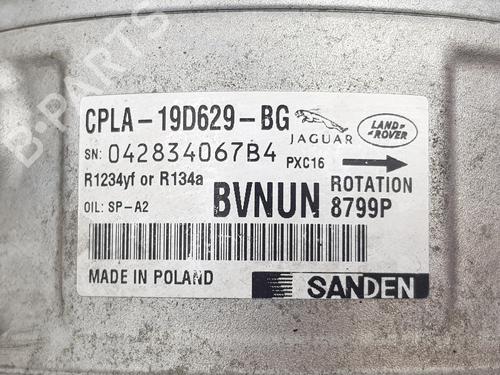 B-PARTS
CPLA-19D629-BG
JAGUAR
LAND-
ROVER
SN: 042834067B4
PXC16
R1234yf or R134a
ROTATION
OIL: SP-A2
BVNUN
8799P
MADE IN POLAND
SANDEN